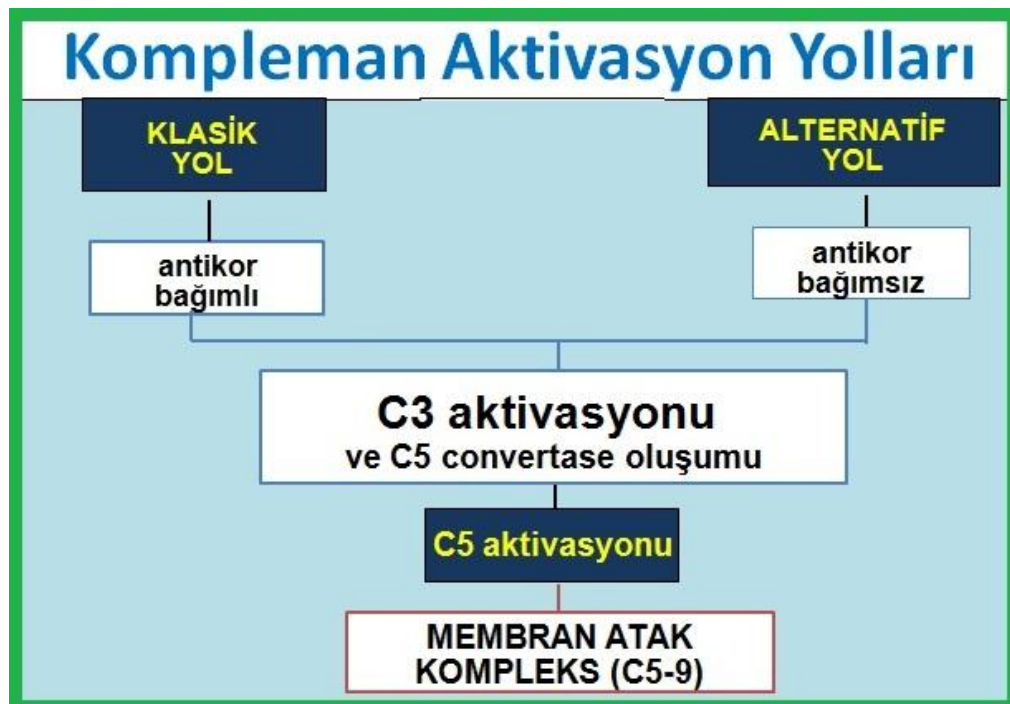 Kompleman Aktivasyon Yolları
KLASİK
YOL
ALTERNATİF
YOL
antikor
bağımlı
antikor
bağımsız
C3 aktivasyonu
ve C5 convertase oluşumu
C5 aktivasyonu
MEMBRAN ATAK
KOMPLEKS (C5-9)